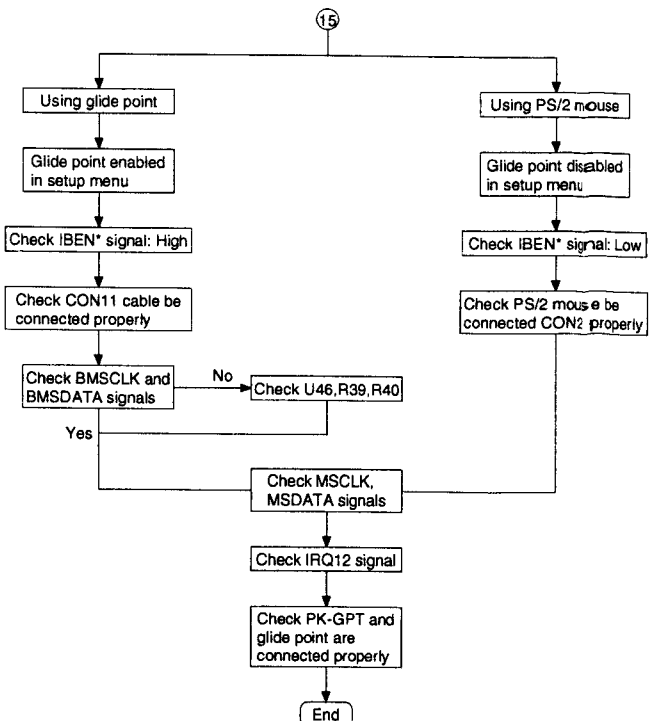 15
Using glide point
Using PS/2 mouse
Glide point enabled
in setup menu
Glide point disabled
in setup menu
Check IBEN* signal: High
Check IBEN* signal: Low
Check CON11 cable be
connected properly
Check PS/2 mouse be
connected CON2 properly
Check BMSCLK and
BMSDATA signals
No
Check U46,R39,R40
Yes
Check MSCLK,
MSDATA signals
Check IRQ12 signal
Check PK-GPT and
glide point are
connected properly
End